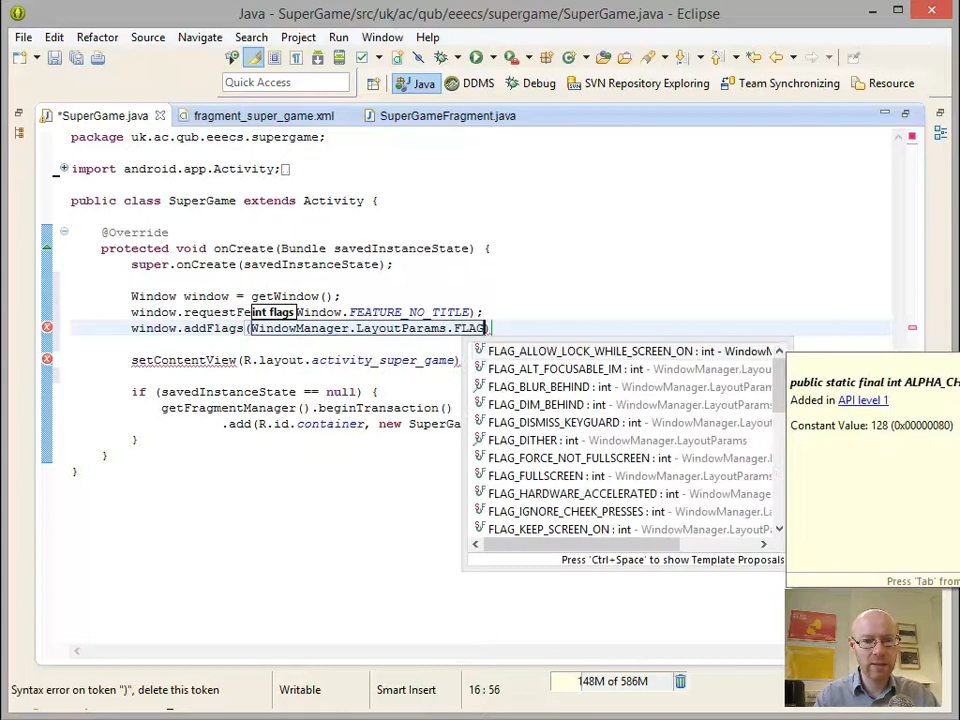 Java - SuperGame/src/uk/ac/qub/eeecs/supergame/SuperGame.java - Eclipse
File Edit Refactor Source Navigate Search Project Run Window Help
Quick Access Java DDMS Debug SVN Repository Exploring Team Synchronizing Resource
*SuperGame.java fragment_super_game.xml SuperGameFragment.java
package uk.ac.qub.eeecs.supergame;
import android.app.Activity;
public class SuperGame extends Activity {
@Override
protected void onCreate(Bundle savedInstanceState) {
super.onCreate(savedInstanceState);
Window window = getWindow();
window.requestFe int flags Window.FEATURE_NO_TITLE);
window.addFlags(WindowManager.LayoutParams.FLAG)
setContentView(R.layout.activity_super_game)
if (savedInstanceState == null) {
getFragmentManager().beginTransaction()
.add(R.id.container, new SuperGa
}
}
}
FLAG_ALLOW_LOCK_WHILE_SCREEN_ON : int - WindowM
FLAG_ALT_FOCUSABLE_IM : int - WindowManager.Layou
FLAG_BLUR_BEHIND : int - WindowManager.LayoutPara
FLAG_DIM_BEHIND : int - WindowManager.LayoutParam
FLAG_DISMISS_KEYGUARD : int - WindowManager.Layou
FLAG_DITHER : int - WindowManager.LayoutParams
FLAG_FORCE_NOT_FULLSCREEN : int - WindowManager.
FLAG_FULLSCREEN : int - WindowManager.LayoutParam
FLAG_HARDWARE_ACCELERATED : int - WindowManag
FLAG_IGNORE_CHEEK_PRESSES : int - WindowManager.L
FLAG_KEEP_SCREEN_ON : int - WindowManager.LayoutPa
Press 'Ctrl+Space' to show Template Proposals
public static final int ALPHA_CH
Added in API level 1
Constant Value: 128 (0x00000080)
Press 'Tab' from
Syntax error on token ")", delete this token Writable Smart Insert 16 : 56 148M of 586M